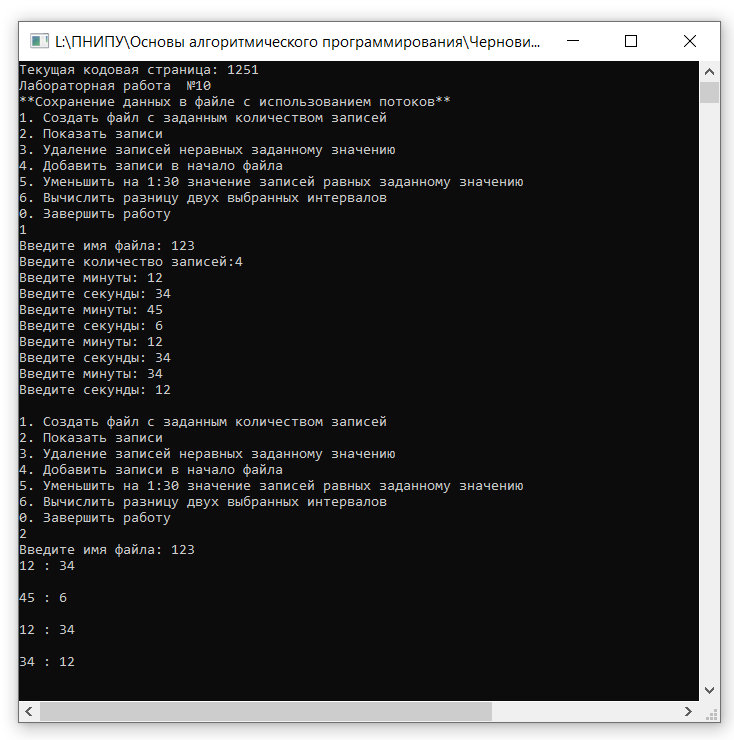 L:\ПНИПУ\Основы алгоритмического программирования\Чернови...
Текущая кодовая страница: 1251
Лабораторная работа  №10
**Сохранение данных в файле с использованием потоков**
1. Создать файл с заданным количеством записей
2. Показать записи
3. Удаление записей неравных заданному значению
4. Добавить записи в начало файла
5. Уменьшить на 1:30 значение записей равных заданному значению
6. Вычислить разницу двух выбранных интервалов
0. Завершить работу
1
Введите имя файла: 123
Введите количество записей:4
Введите минуты: 12
Введите секунды: 34
Введите минуты: 45
Введите секунды: 6
Введите минуты: 12
Введите секунды: 34
Введите минуты: 34
Введите секунды: 12
1. Создать файл с заданным количеством записей
2. Показать записи
3. Удаление записей неравных заданному значению
4. Добавить записи в начало файла
5. Уменьшить на 1:30 значение записей равных заданному значению
6. Вычислить разницу двух выбранных интервалов
0. Завершить работу
2
Введите имя файла: 123
12 : 34
45 : 6
12 : 34
34 : 12